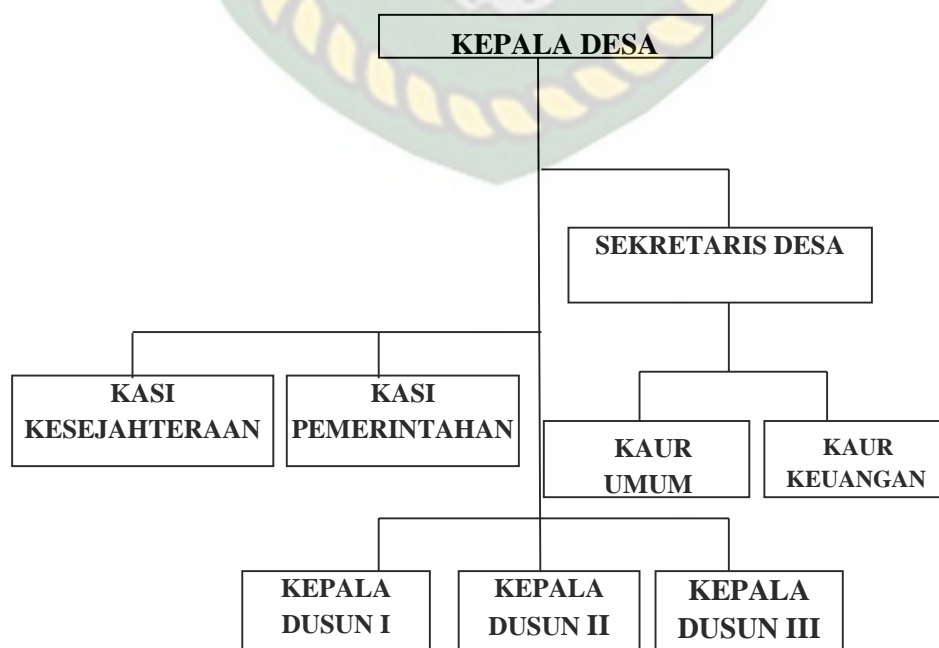 KEPALA DESA
SEKRETARIS DESA
KASI
KESEJAHTERAAN
KASI
PEMERINTAHAN
KAUR
UMUM
KAUR
KEUANGAN
KEPALA
DUSUN I
KEPALA
DUSUN II
KEPALA
DUSUN III